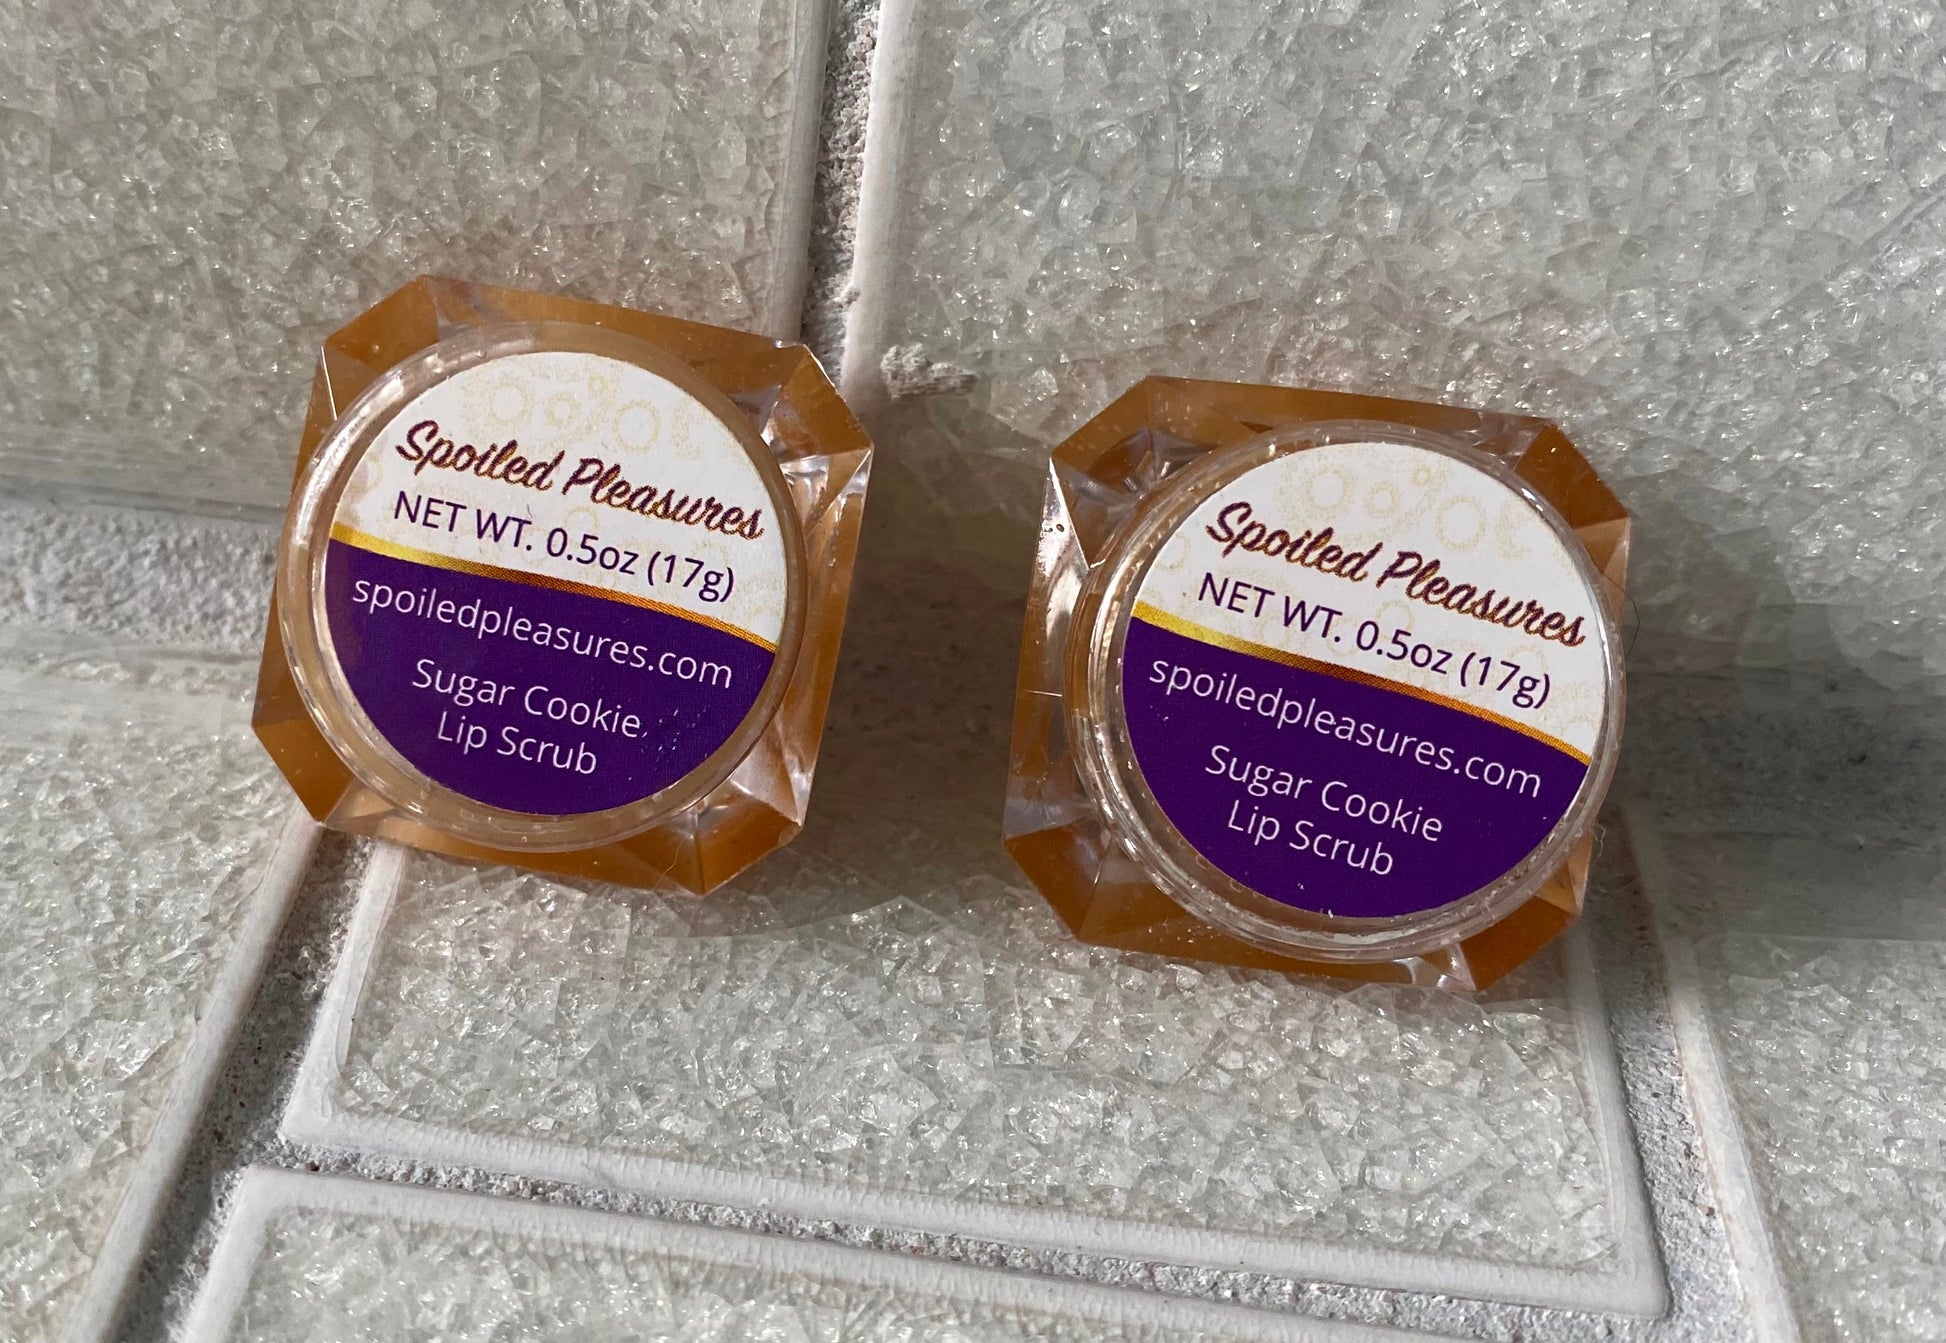 Spoiled Pleasures
NET WT. 0.5oz (17g)
spoiledpleasures.com
Sugar Cookie
Lip Scrub
Spoiled Pleasures
NET WT. 0.5oz (17g)
spoiledpleasures.com
Sugar Cookie
Lip Scrub